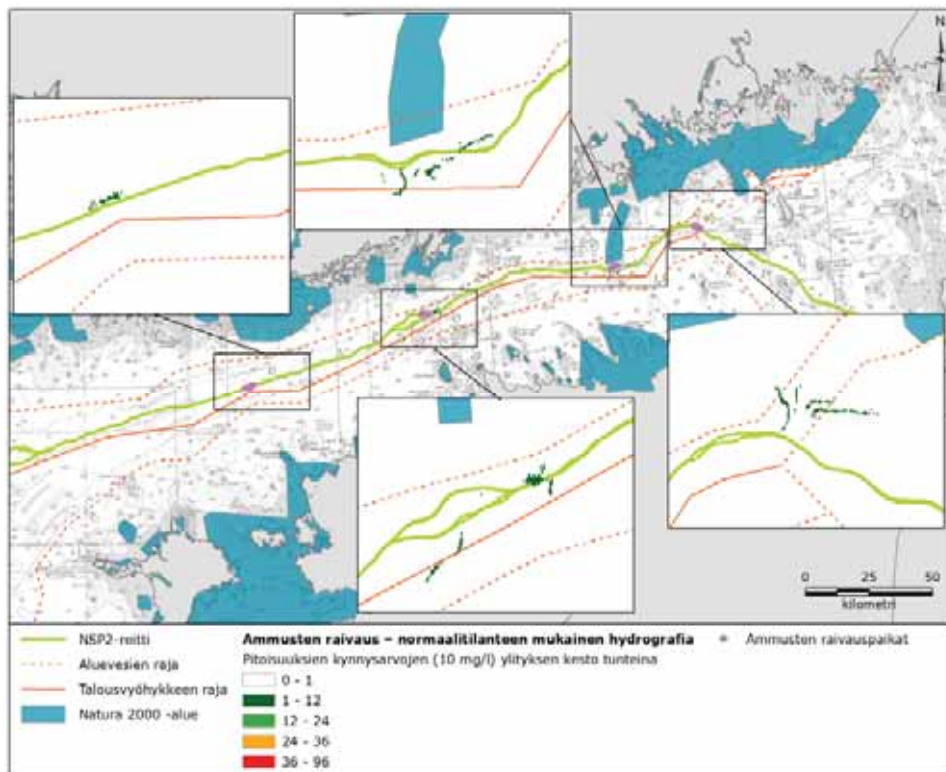 N
0 25 50
kilometri
NSP2-reitti
Aluevesien raja
Talousvyöhykkeen raja
Natura 2000 -alue
Ammusten raivaus – normaalitilanteen mukainen hydrografia
Pitoisuuksien kynnysarvojen (10 mg/l) ylityksen kesto tunteina
0 - 1
1 - 12
12 - 24
24 - 36
36 - 96
Ammusten raivauspaikat